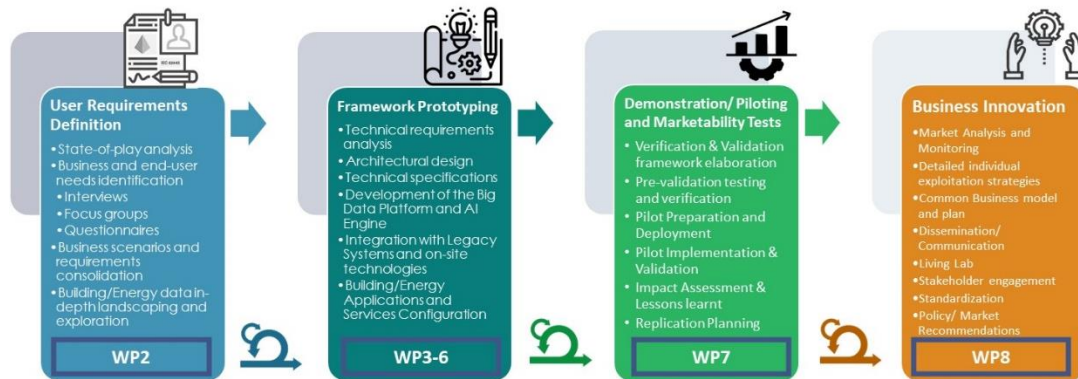 User Requirements
Definition
•State-of-play analysis
•Business and end-user
needs identification
•Interviews
•Focus groups
•Questionnaires
•Business scenarios and
requirements
consolidation
•Building/Energy data in-
depth landscaping and
exploration
WP2
Framework Prototyping
•Technical requirements
analysis
•Architectural design
•Technical specifications
•Development of the Big
Data Platform and AI
Engine
•Integration with Legacy
Systems and on-site
technologies
•Building/Energy
Applications and
Services Configuration
WP3-6
Demonstration/ Piloting
and Marketability Tests
• Verification & Validation
framework elaboration
• Pre-validation testing
and verification
• Pilot Preparation and
Deployment
• Pilot Implementation &
Validation
• Impact Assessment &
Lessons learnt
• Replication Planning
WP7
Business Innovation
•Market Analysis and
Monitoring
•Detailed individual
exploitation strategies
•Common Business model
and plan
•Dissemination/
Communication
•Living Lab
•Stakeholder engagement
•Standardization
•Policy/ Market
Recommendations
WP8